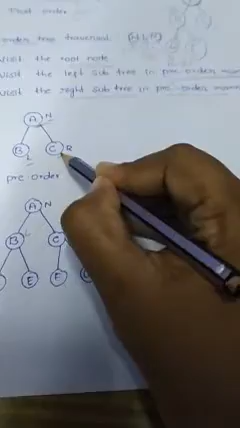 Post order
order tree traversal (N,L,R)
Visit the root node
Visit the left sub tree in pre order
Visit the right sub tree in pre order
A N
B C R
L
pre order
A N
B L C
E F